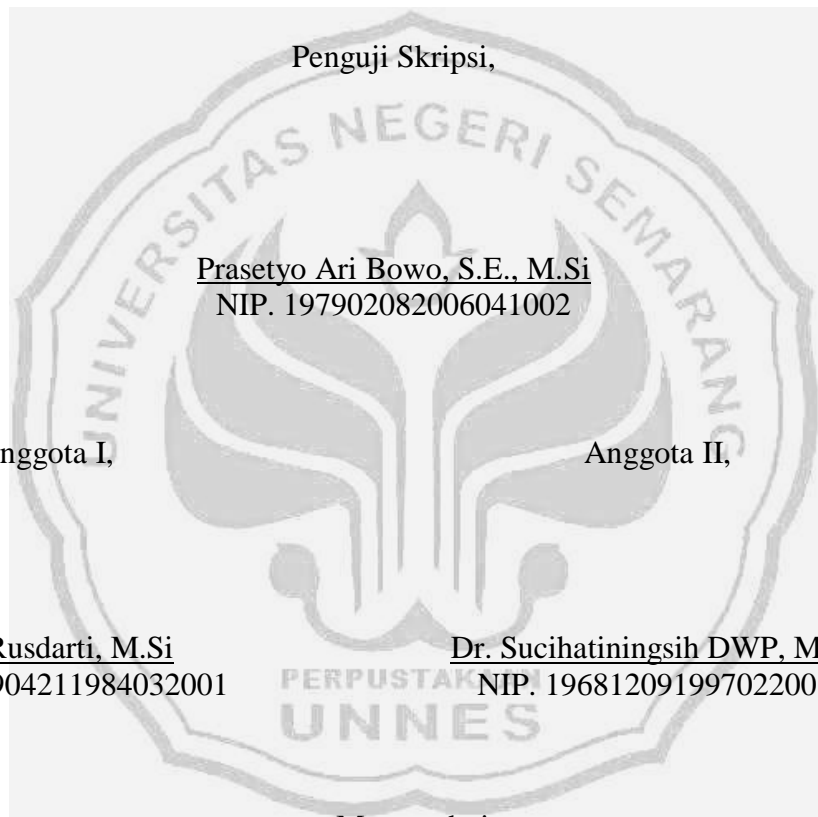 Penguji Skripsi,
UNIVERSITAS NEGERI SEMARANG
Prasetyo Ari Bowo, S.E., M.Si
NIP. 197902082006041002
nggota I, Anggota II,
Rusdarti, M.Si Dr. Sucihatiningsih DWP, M
904211984032001 NIP. 19681209199702200
PERPUSTAKAAN
UNNES